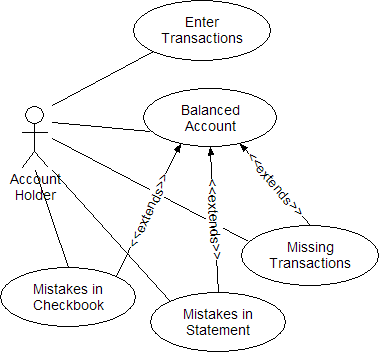 Enter
Transactions
Balanced
Account
Account
Holder
<<extends>>
<<extends>>
<<extends>>
Missing
Transactions
Mistakes in
Checkbook
Mistakes in
Statement